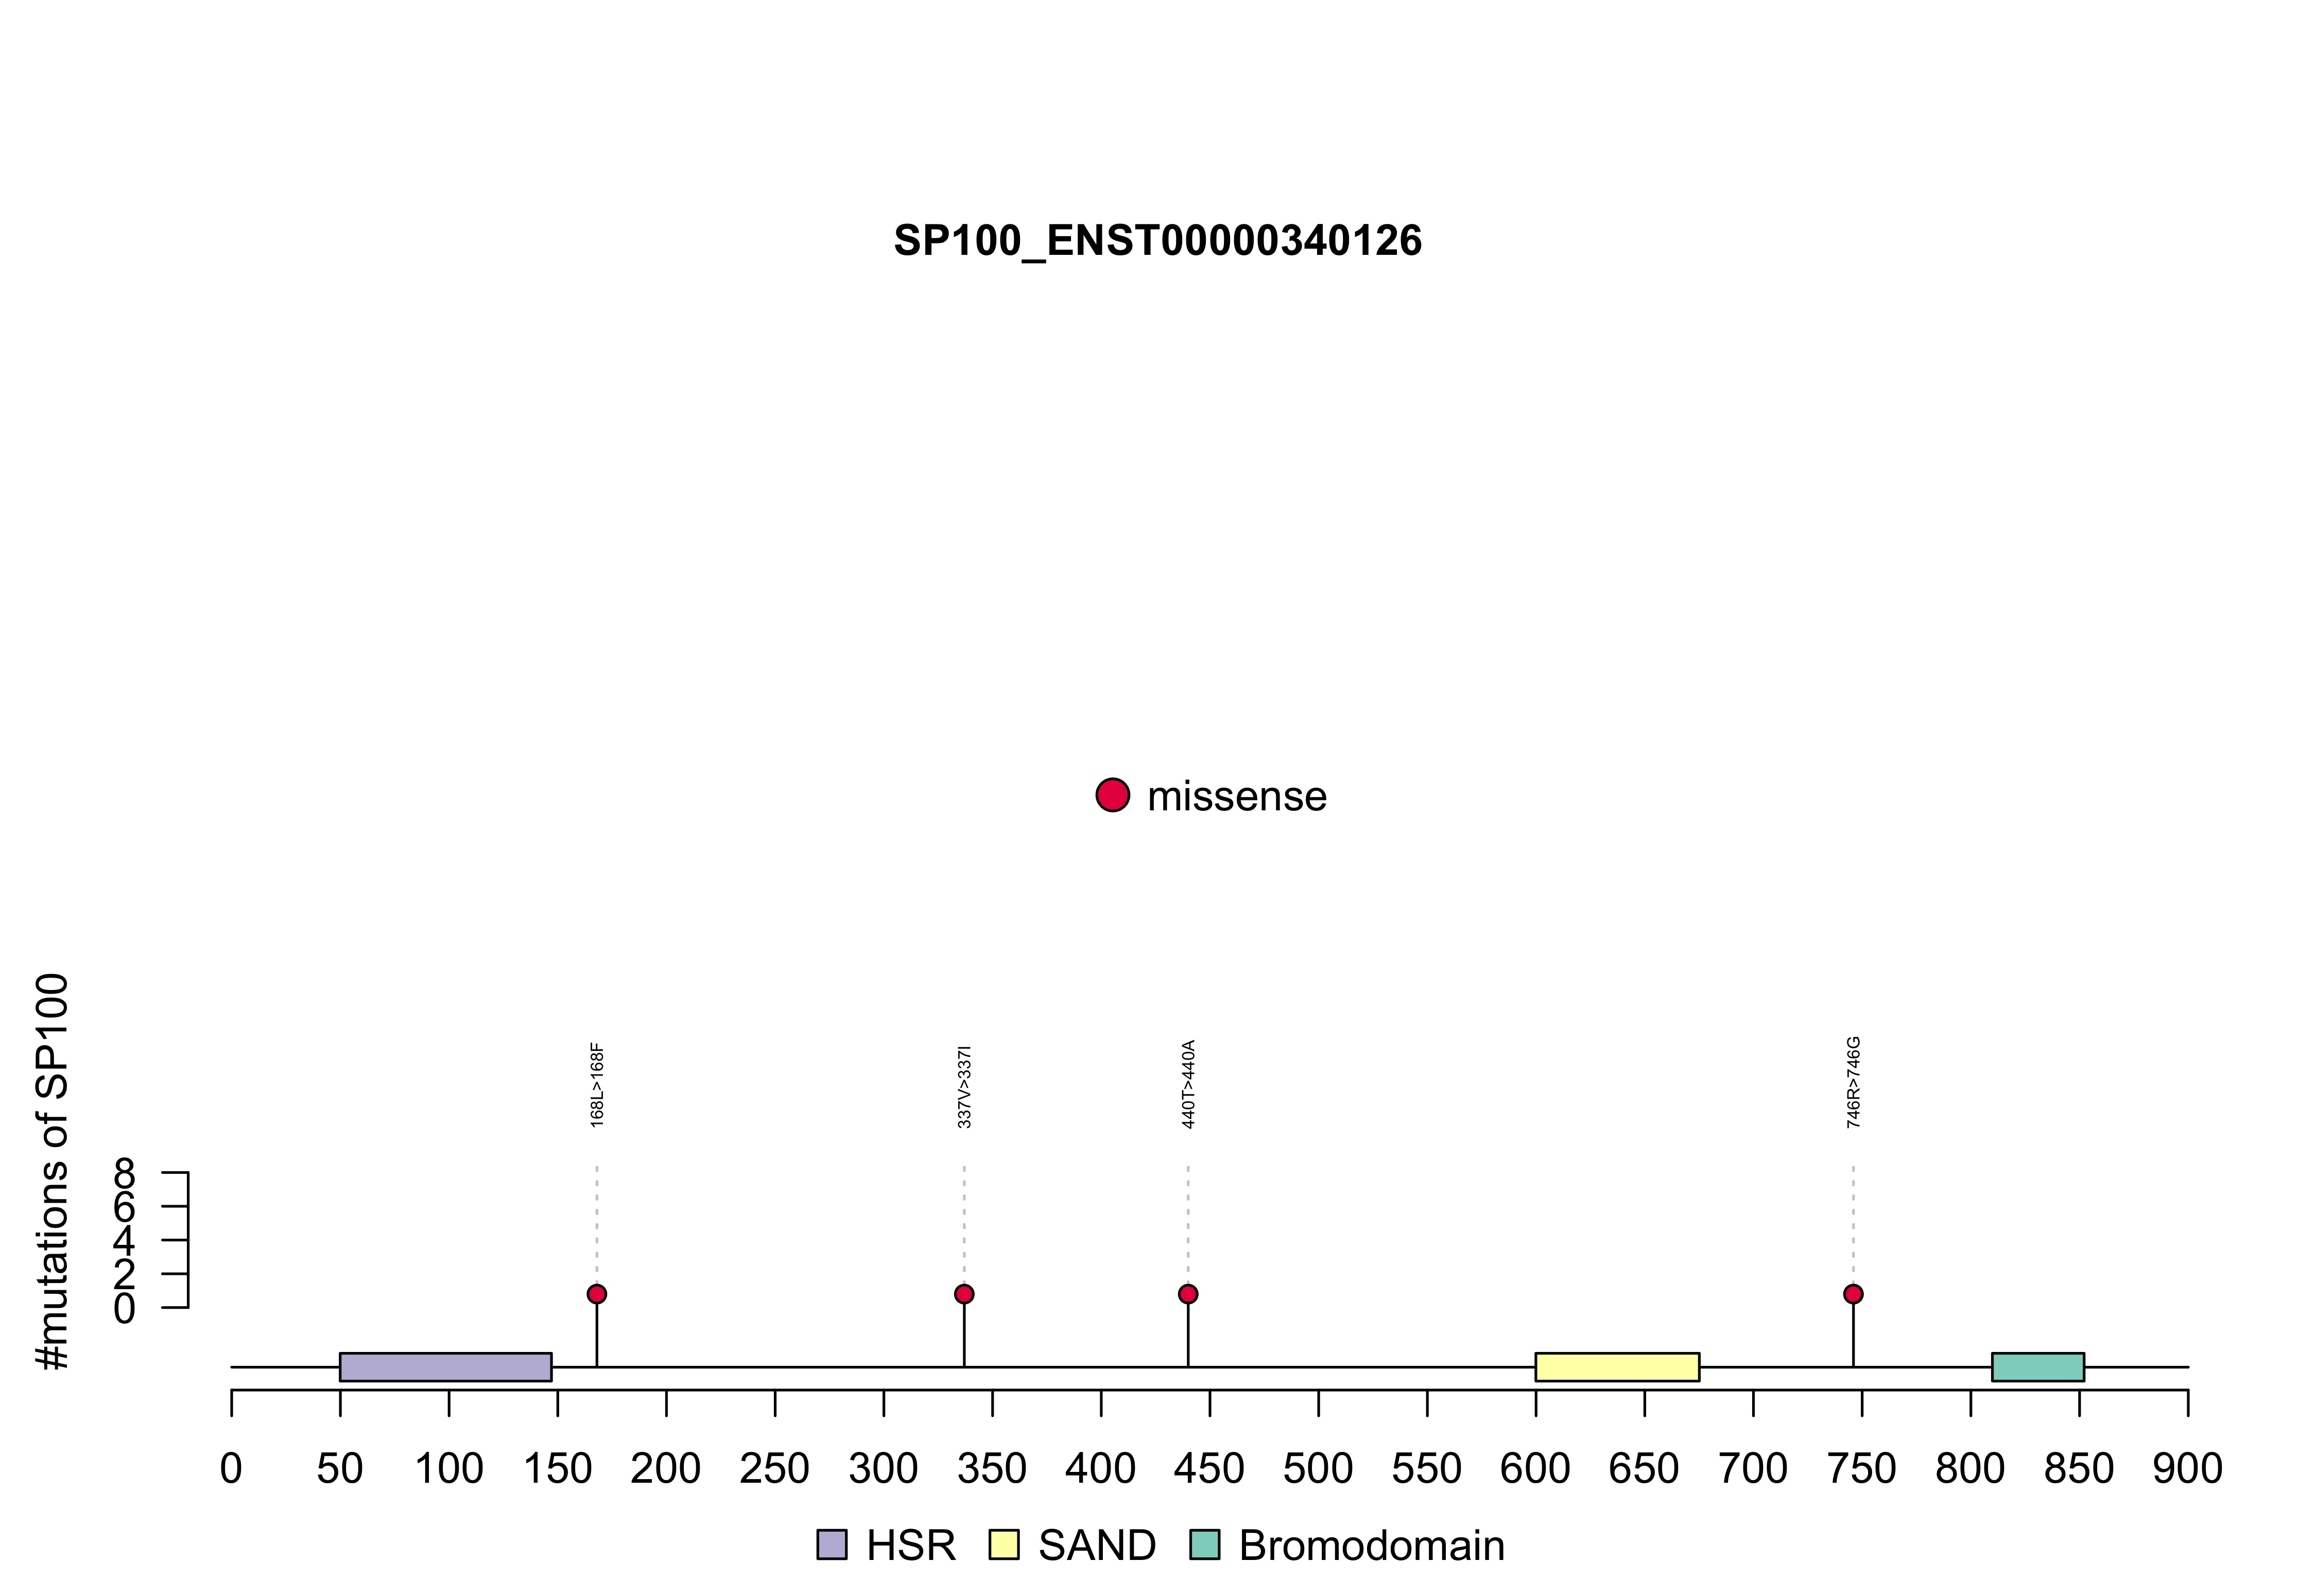 SP100_ENST00000340126
missense
#mutations of SP100
168L>168F
337V>337I
440T>440A
746R>746G
8
6
4
2
0
0 50 100 150 200 250 300 350 400 450 500 550 600 650 700 750 800 850 900
HSR SAND Bromodomain